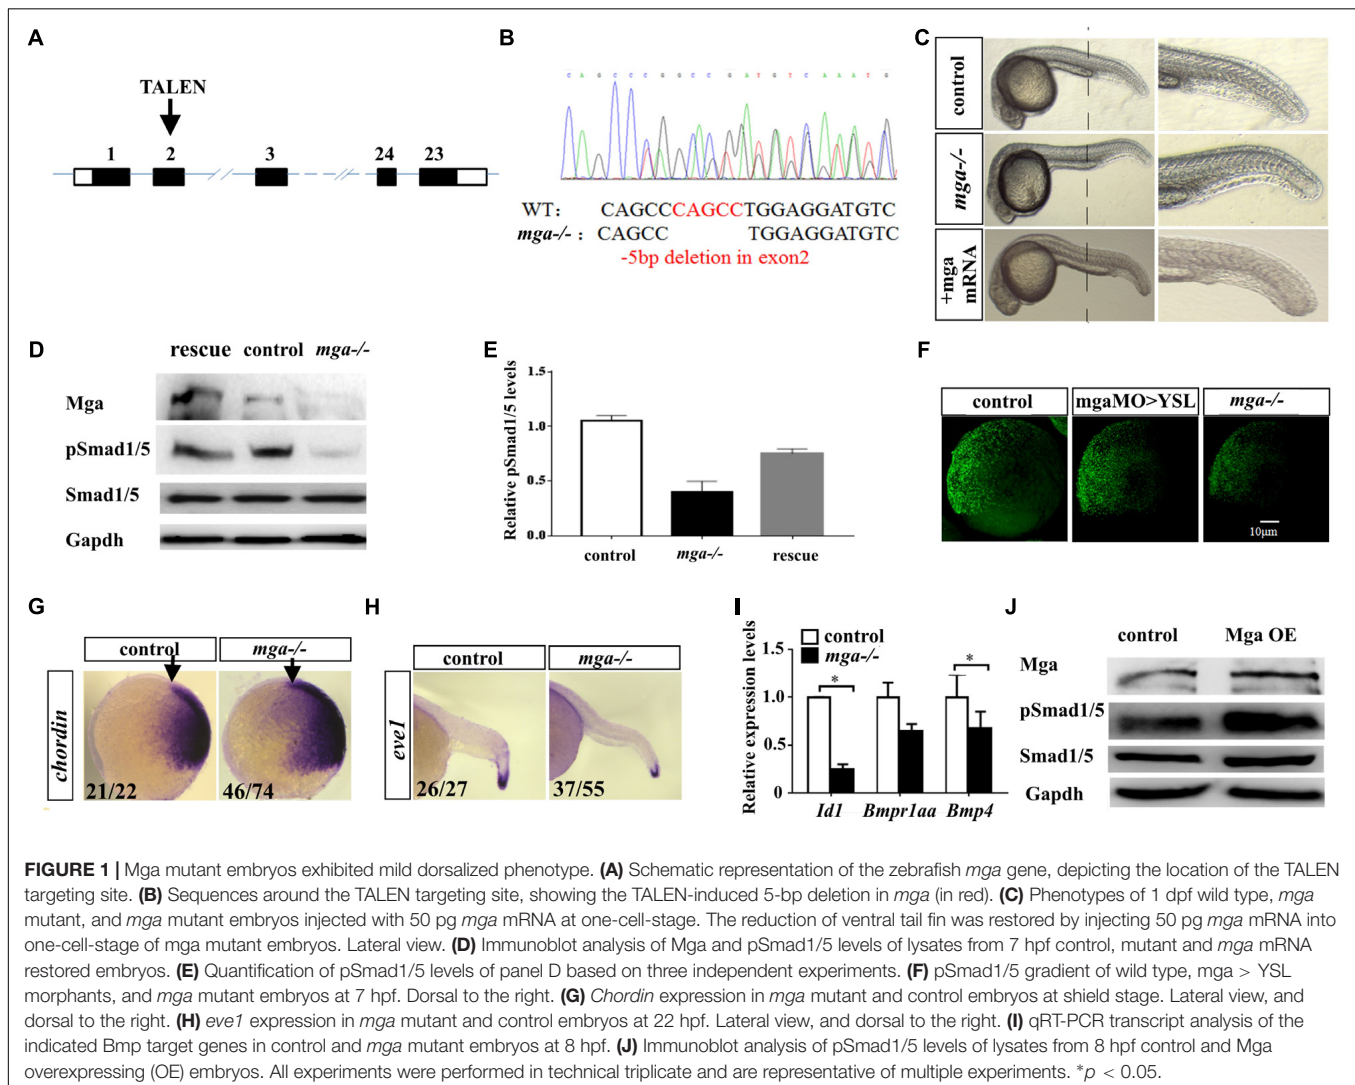 A
TALEN
1 2 3 24 23
B
C A G C C C G G C C G A T G T C A A A T G
WT: CAGCCCAGCCTGGAGGATGTC
mga-/- : CAGCC TGGAGGATGTC
-5bp deletion in exon2
C
control
mga-/-
+mga
mRNA
D
rescue control mga-/-
Mga
pSmad1/5
Smad1/5
Gapdh
E
Relative pSmad1/5 levels
1.5
1.0
0.5
0.0
control mga-/- rescue
F
control mgaMO>YSL mga-/-
10μm
G
control mga-/-
chordin
21/22 46/74
H
control mga-/-
eve1
26/27 37/55
I
control
mga-/-
Relative expression levels
1.5
1.0
0.5
0
* *
Id1 Bmpr1aa Bmp4
J
control Mga OE
Mga
pSmad1/5
Smad1/5
Gapdh
FIGURE 1 | Mga mutant embryos exhibited mild dorsalized phenotype. (A) Schematic representation of the zebrafish mga gene, depicting the location of the TALEN
targeting site. (B) Sequences around the TALEN targeting site, showing the TALEN-induced 5-bp deletion in mga (in red). (C) Phenotypes of 1 dpf wild type, mga
mutant, and mga mutant embryos injected with 50 pg mga mRNA at one-cell-stage. The reduction of ventral tail fin was restored by injecting 50 pg mga mRNA into
one-cell-stage of mga mutant embryos. Lateral view. (D) Immunoblot analysis of Mga and pSmad1/5 levels of lysates from 7 hpf control, mutant and mga mRNA
restored embryos. (E) Quantification of pSmad1/5 levels of panel D based on three independent experiments. (F) pSmad1/5 gradient of wild type, mga > YSL
morphants, and mga mutant embryos at 7 hpf. Dorsal to the right. (G) Chordin expression in mga mutant and control embryos at shield stage. Lateral view, and
dorsal to the right. (H) eve1 expression in mga mutant and control embryos at 22 hpf. Lateral view, and dorsal to the right. (I) qRT-PCR transcript analysis of the
indicated Bmp target genes in control and mga mutant embryos at 8 hpf. (J) Immunoblot analysis of pSmad1/5 levels of lysates from 8 hpf control and Mga
overexpressing (OE) embryos. All experiments were performed in technical triplicate and are representative of multiple experiments. *p < 0.05.